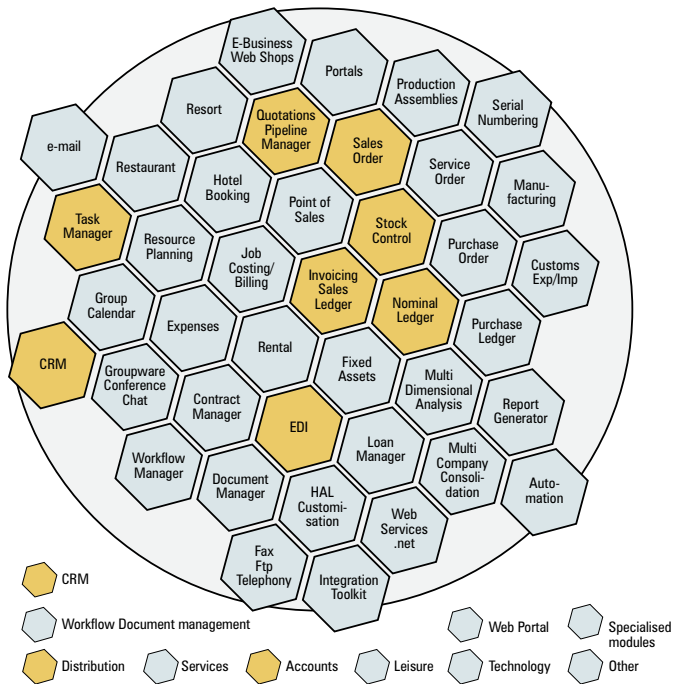 E-Business
Web Shops
Portals
Production
Assemblies
Serial
Numbering
Resort
Quotations
Pipeline
Manager
Sales
Order
Service
Order
Manu-
facturing
e-mail
Restaurant
Hotel
Booking
Point of
Sales
Stock
Control
Purchase
Order
Customs
Exp/Imp
Task
Manager
Resource
Planning
Job
Costing/
Billing
Invoicing
Sales
Ledger
Nominal
Ledger
Purchase
Ledger
Group
Calendar
Expenses
Rental
Fixed
Assets
Multi
Dimensional
Analysis
Report
Generator
CRM
Groupware
Conference
Chat
Contract
Manager
EDI
Loan
Manager
Multi
Company
Consoli-
dation
Auto-
mation
Workflow
Manager
Document
Manager
HAL
Customi-
sation
Web
Services
.net
Fax
Ftp
Telephony
Integration
Toolkit
CRM
Workflow Document management
Web Portal
Specialised
modules
Distribution
Services
Accounts
Leisure
Technology
Other